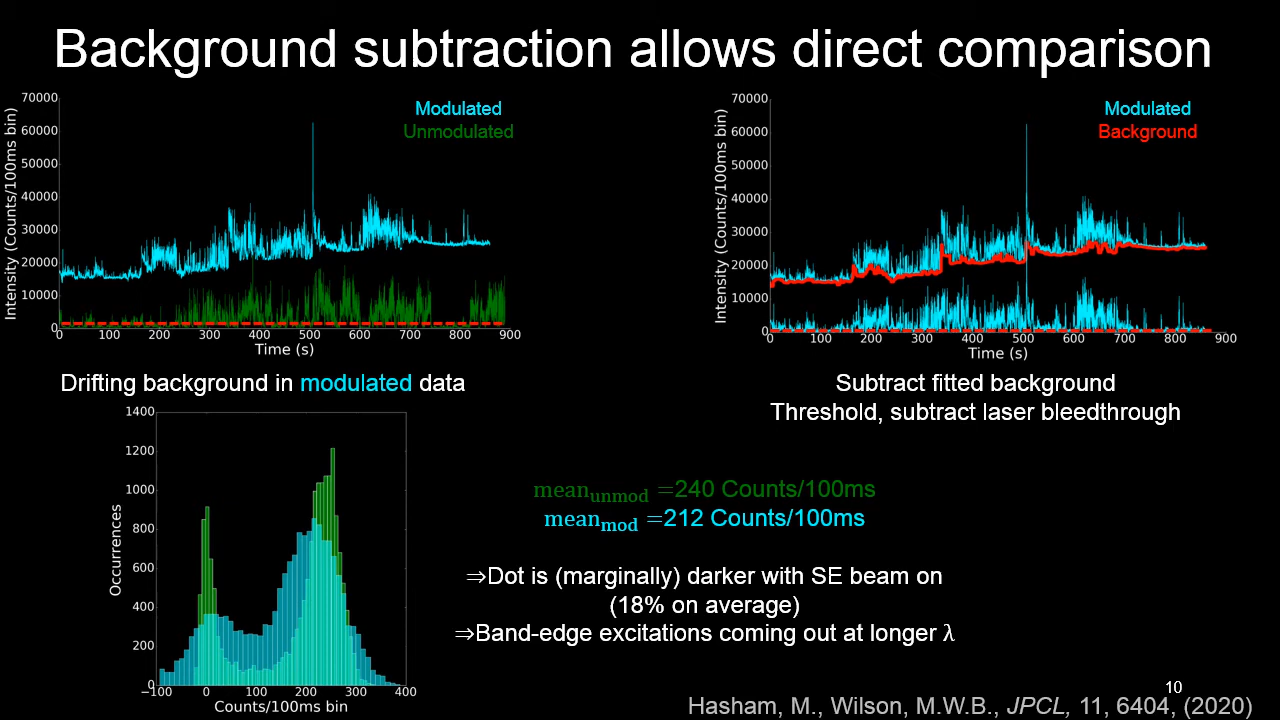 Background subtraction allows direct comparison
70000
60000
50000
40000
30000
20000
10000
0
Intensity (Counts/100ms bin)
Modulated
Unmodulated
0 100 200 300 400 500 600 700 800 900
Time (s)
Drifting background in modulated data
70000
60000
50000
40000
30000
20000
10000
0
Intensity (Counts/100ms bin)
Modulated
Background
0 100 200 300 400 500 600 700 800 900
Time (s)
Subtract fitted background
Threshold, subtract laser bleedthrough
1400
1200
1000
800
600
400
200
0
Occurrences
−100 0 100 200 300 400
Counts/100ms bin
mean_unmod =240 Counts/100ms
mean_mod =212 Counts/100ms
⇒Dot is (marginally) darker with SE beam on
(18% on average)
⇒Band-edge excitations coming out at longer λ
10
Hasham, M., Wilson, M.W.B., JPCL, 11, 6404, (2020)